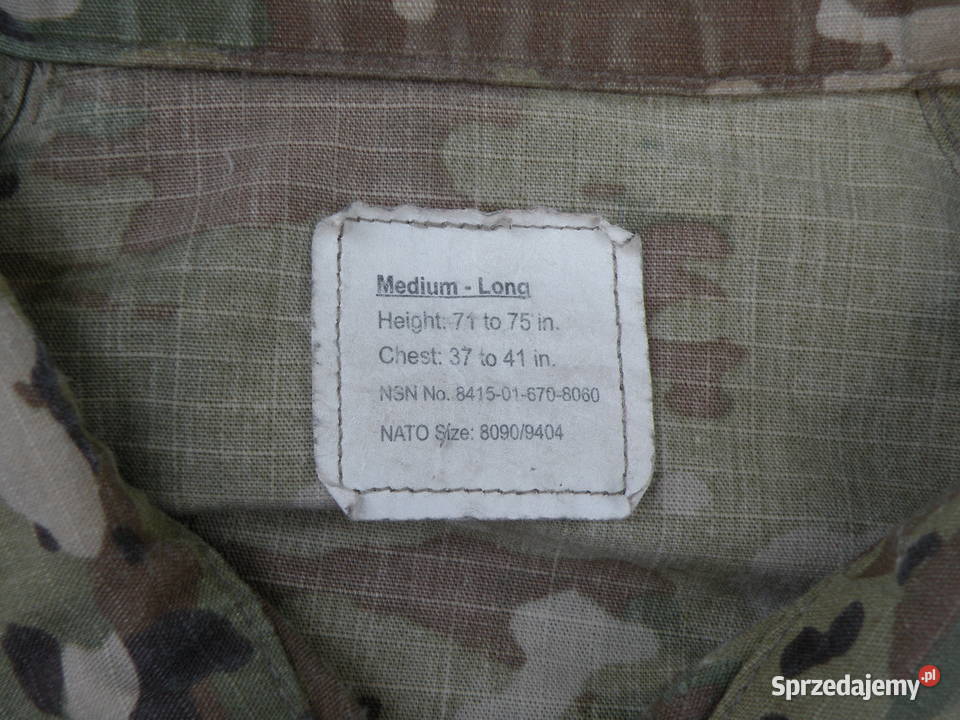 Medium - Long
Height: 71 to 75 in.
Chest: 37 to 41 in.
NSN No. 8415-01-670-8060
NATO Size: 8090/9404
Sprzedajemy.pl